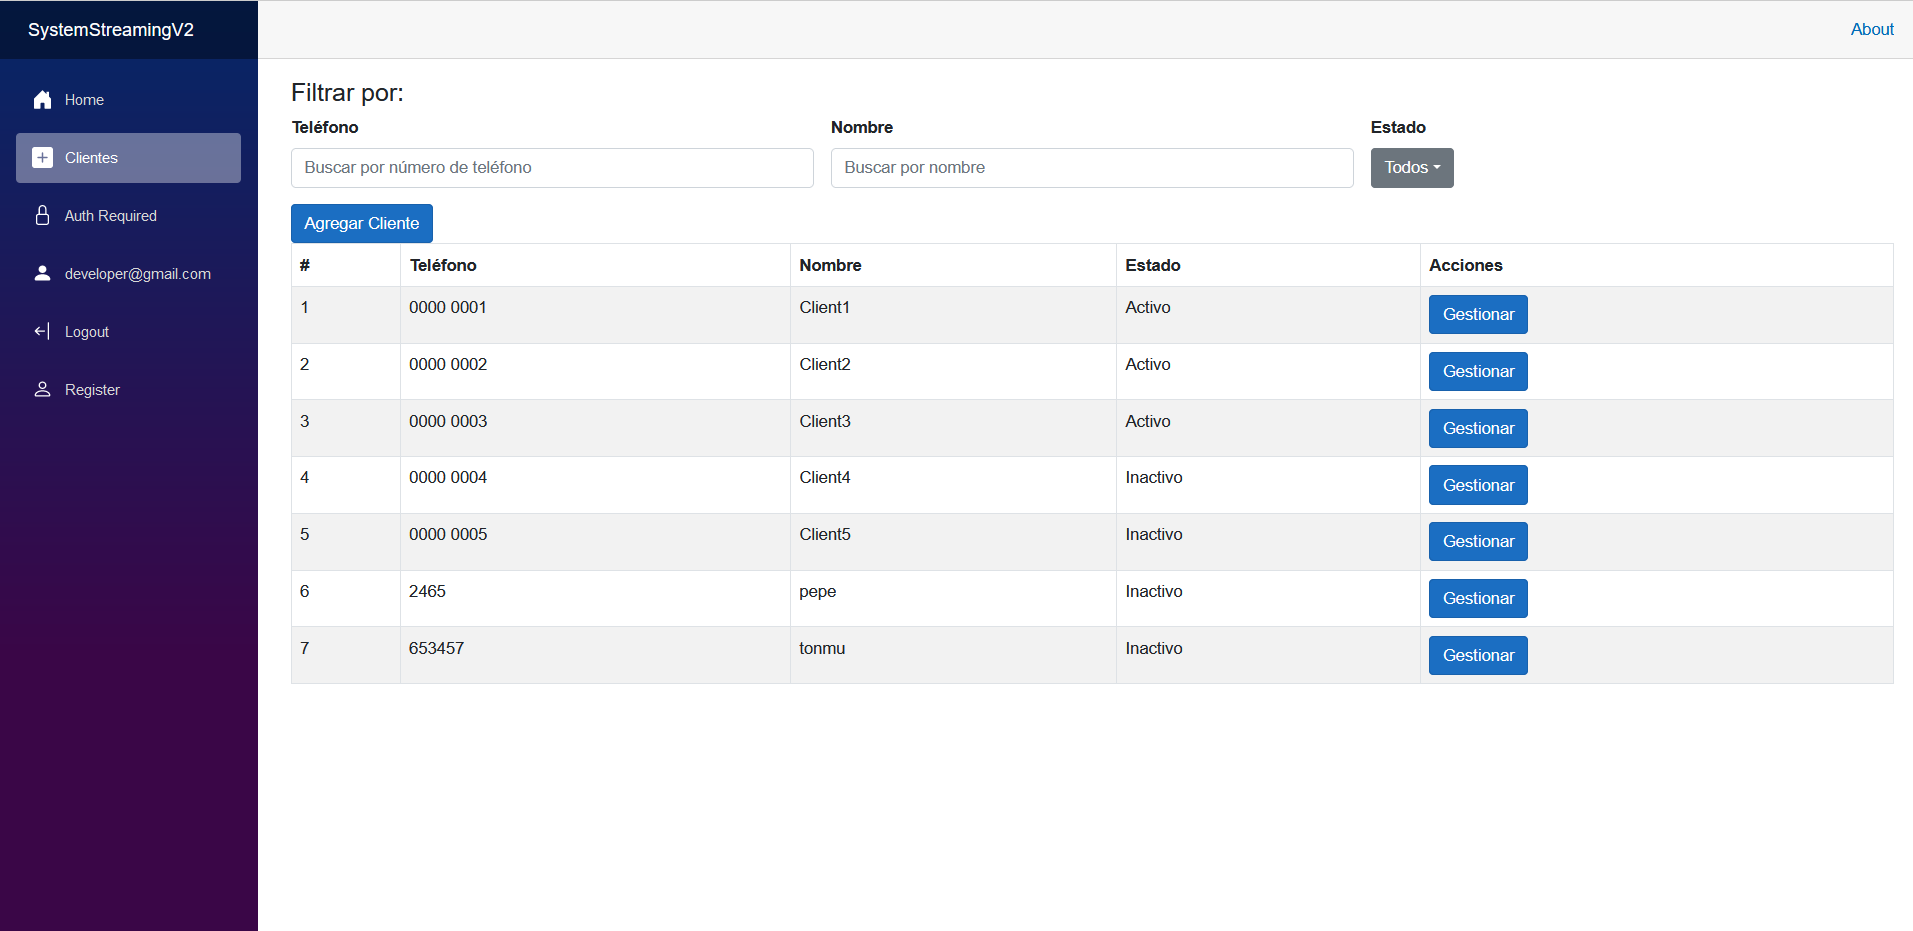 SystemStreamingV2
About
Home
Clientes
Auth Required
developer@gmail.com
Logout
Register
Filtrar por:
Teléfono Nombre Estado
Buscar por número de teléfono Buscar por nombre Todos
Agregar Cliente
# Teléfono Nombre Estado Acciones
1 0000 0001 Client1 Activo Gestionar
2 0000 0002 Client2 Activo Gestionar
3 0000 0003 Client3 Activo Gestionar
4 0000 0004 Client4 Inactivo Gestionar
5 0000 0005 Client5 Inactivo Gestionar
6 2465 pepe Inactivo Gestionar
7 653457 tonmu Inactivo Gestionar